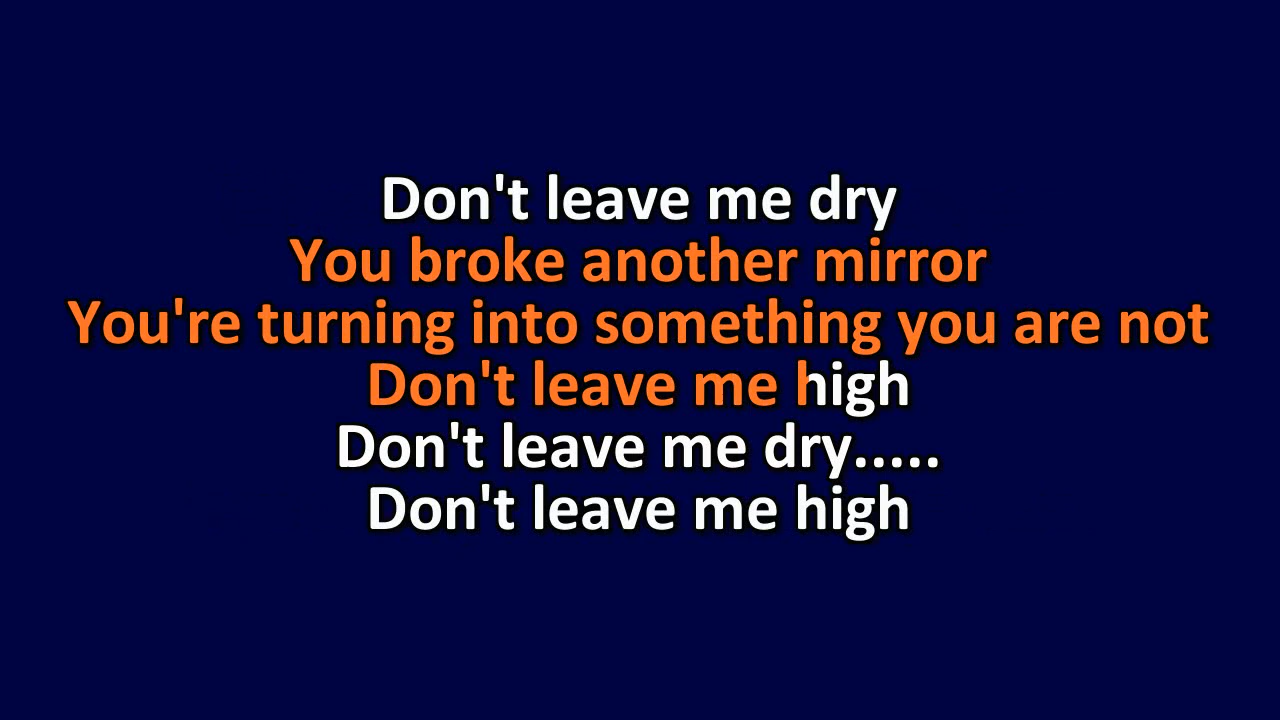 Don't leave me dry
You broke another mirror
You're turning into something you are not
Don't leave me high
Don't leave me dry.....
Don't leave me high